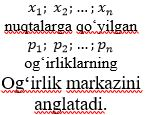 x₁; x₂; …; xₙ
nuqtalarga qo‘yilgan
p₁; p₂; …; pₙ
og‘irliklarning
Og‘irlik markazini
anglatadi.